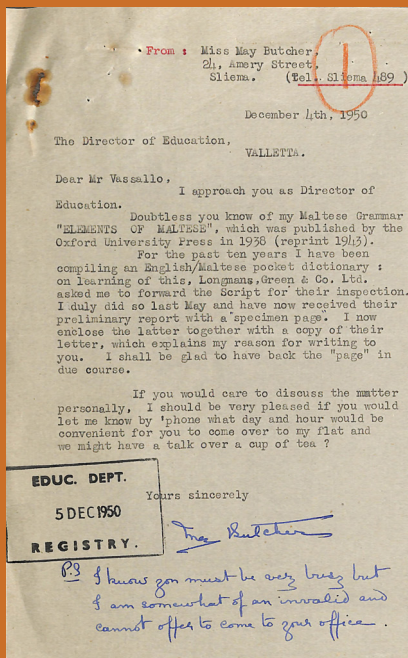 From : Miss May Butcher,
24, Amery Street,
Sliema. (Tel. Sliema 489 )
1
December 4th, 1950
The Director of Education,
VALLETTA.
Dear Mr Vassallo,
I approach you as Director of
Education.
Doubtless you know of my Maltese Grammar
"ELEMENTS OF MALTESE", which was published by the
Oxford University Press in 1938 (reprint 1943).
For the past ten years I have been
compiling an English/Maltese pocket dictionary :
on learning of this, Longmans,Green & Co. Ltd.
asked me to forward the Script for their inspection.
I duly did so last May and have now received their
preliminary report with a "specimen page". I now
enclose the latter together with a copy of their
letter, which explains my reason for writing to
you. I shall be glad to have back the "page" in
due course.
If you would care to discuss the matter
personally, I should be very pleased if you would
let me know by 'phone what day and hour would be
convenient for you to come over to my flat and
we might have a talk over a cup of tea ?
EDUC. DEPT.
5 DEC 1950
REGISTRY.
Yours sincerely
May Butcher
P.S I know you must be very busy but
I am somewhat of an invalid and
cannot offer to come to your office.